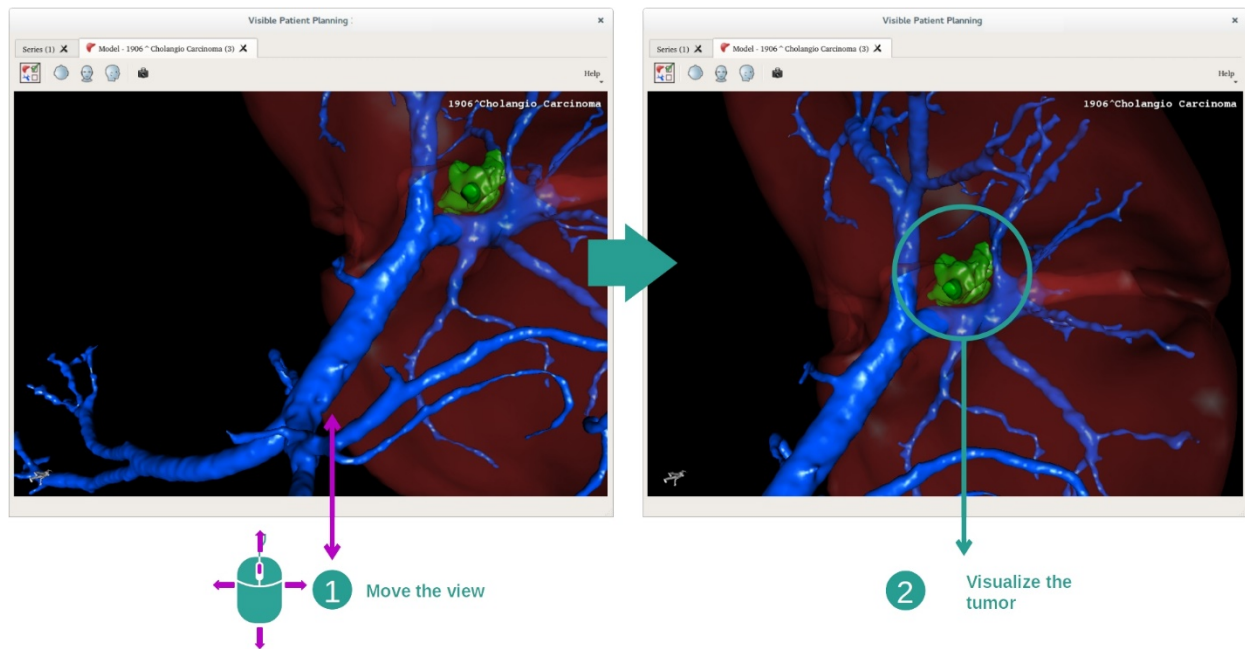 Visible Patient Planning
Series (1) Model - 1906 ^ Cholangio Carcinoma (3)
Help
1906^Cholangio Carcinoma
Visible Patient Planning
Series (1) Model - 1906 ^ Cholangio Carcinoma (3)
Help
1906^Cholangio Carcinoma
1 Move the view
2 Visualize the
tumor